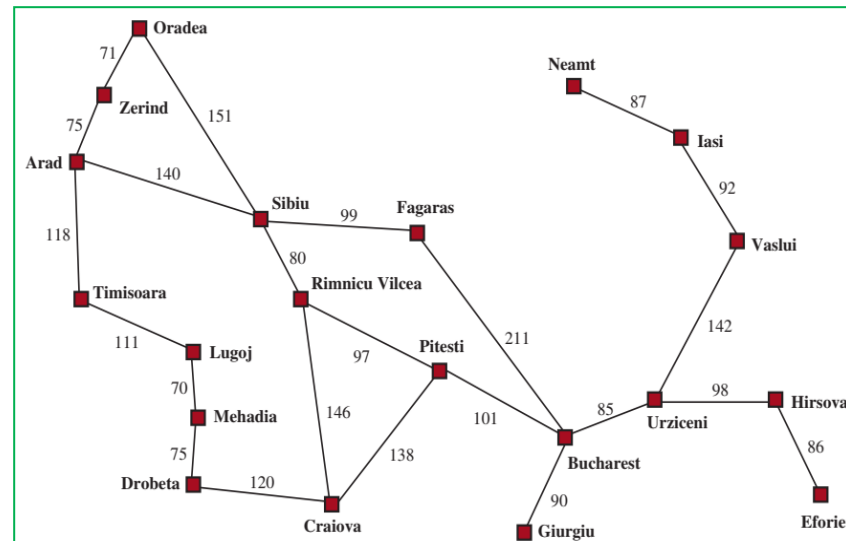 Oradea
71
Neamt
87
Zerind
151
75
Iasi
Arad
140
92
Sibiu
99
Fagaras
118
Vaslui
80
Timisoara
Rimnicu Vilcea
142
111
211
Lugoj
97
Pitesti
70
98
Hirsova
85
Mehadia
146
101
Urziceni
86
138
Bucharest
75
120
90
Drobeta
Eforie
Craiova
Giurgiu